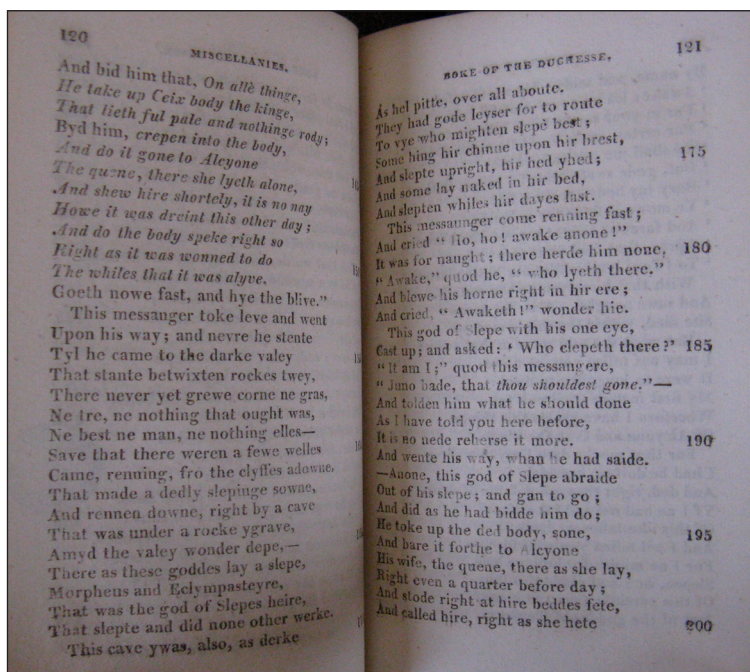 120
MISCELLANIES.
And bid him that, On allè thinge,
He take up Ceix body the kinge,
That lieth ful pale and nothinge rody;
Byd him, crepen into the body,
And do it gone to Alcyone
The quene, there she lyeth alone,
And shew hire shortely, it is no nay
Howe it was dreint this other day;
And do the body speke right so
Right as it was wonned to do
The whiles that it was alyve.
Goeth nowe fast, and hye the blive."
This messanger toke leve and went
Upon his way; and nevre he stente
Tyl he came to the darke valey
That stante betwixten rockes twey,
There never yet grewe corne ne gras,
Ne tre, ne nothing that ought was,
Ne best ne man, ne nothing elles—
Save that there weren a fewe welles
Came, renning, fro the clyffes adowne,
That made a dedly slepinge sowne,
And rennen downe, right by a cave
That was under a rocke ygrave,
Amyd the valey wonder depe,—
There as these goddes lay a slepe,
Morpheus and Eclympasteyre,
That was the god of Slepes heire,
That slepte and did none other werke.
This cave ywas, also, as derke
BOKE OF THE DUCHESSE,
121
As hel pitte, over all aboute.
They had gode leyser for to route
To vye who mighten slepè best;
Some hing hir chinne upon hir brest,
And slepte upright, hir hed yhed; 175
And some lay naked in hir bed,
And slepten whiles hir dayes last.
This messaunger come renning fast;
And cried "Ho, ho! awake anone!"
It was for naught; there herde him none, 180
"Awake," quod he, "who lyeth there."
And blewe his horne right in hir ere;
And cried, "Awaketh!" wonder hie.
This god of Slepe with his one eye,
Cast up; and asked: ' Who clepeth there?' 185
"It am I;" quod this messangere,
"Juno bade, that thou shouldest gone."—
And tolden him what he should done
As I have told you here before,
It is no nede reherse it more. 190
And wente his way, whan he had saide.
—Anone, this god of Slepe abraide
Out of his slepe; and gan to go;
And did as he had bidde him do;
He toke up the ded body, sone, 195
And bare it forthe to Alcyone
His wife, the quene, there as she lay,
Right even a quarter before day;
And stode right at hire beddes fete,
And called hire, right as she hete 200